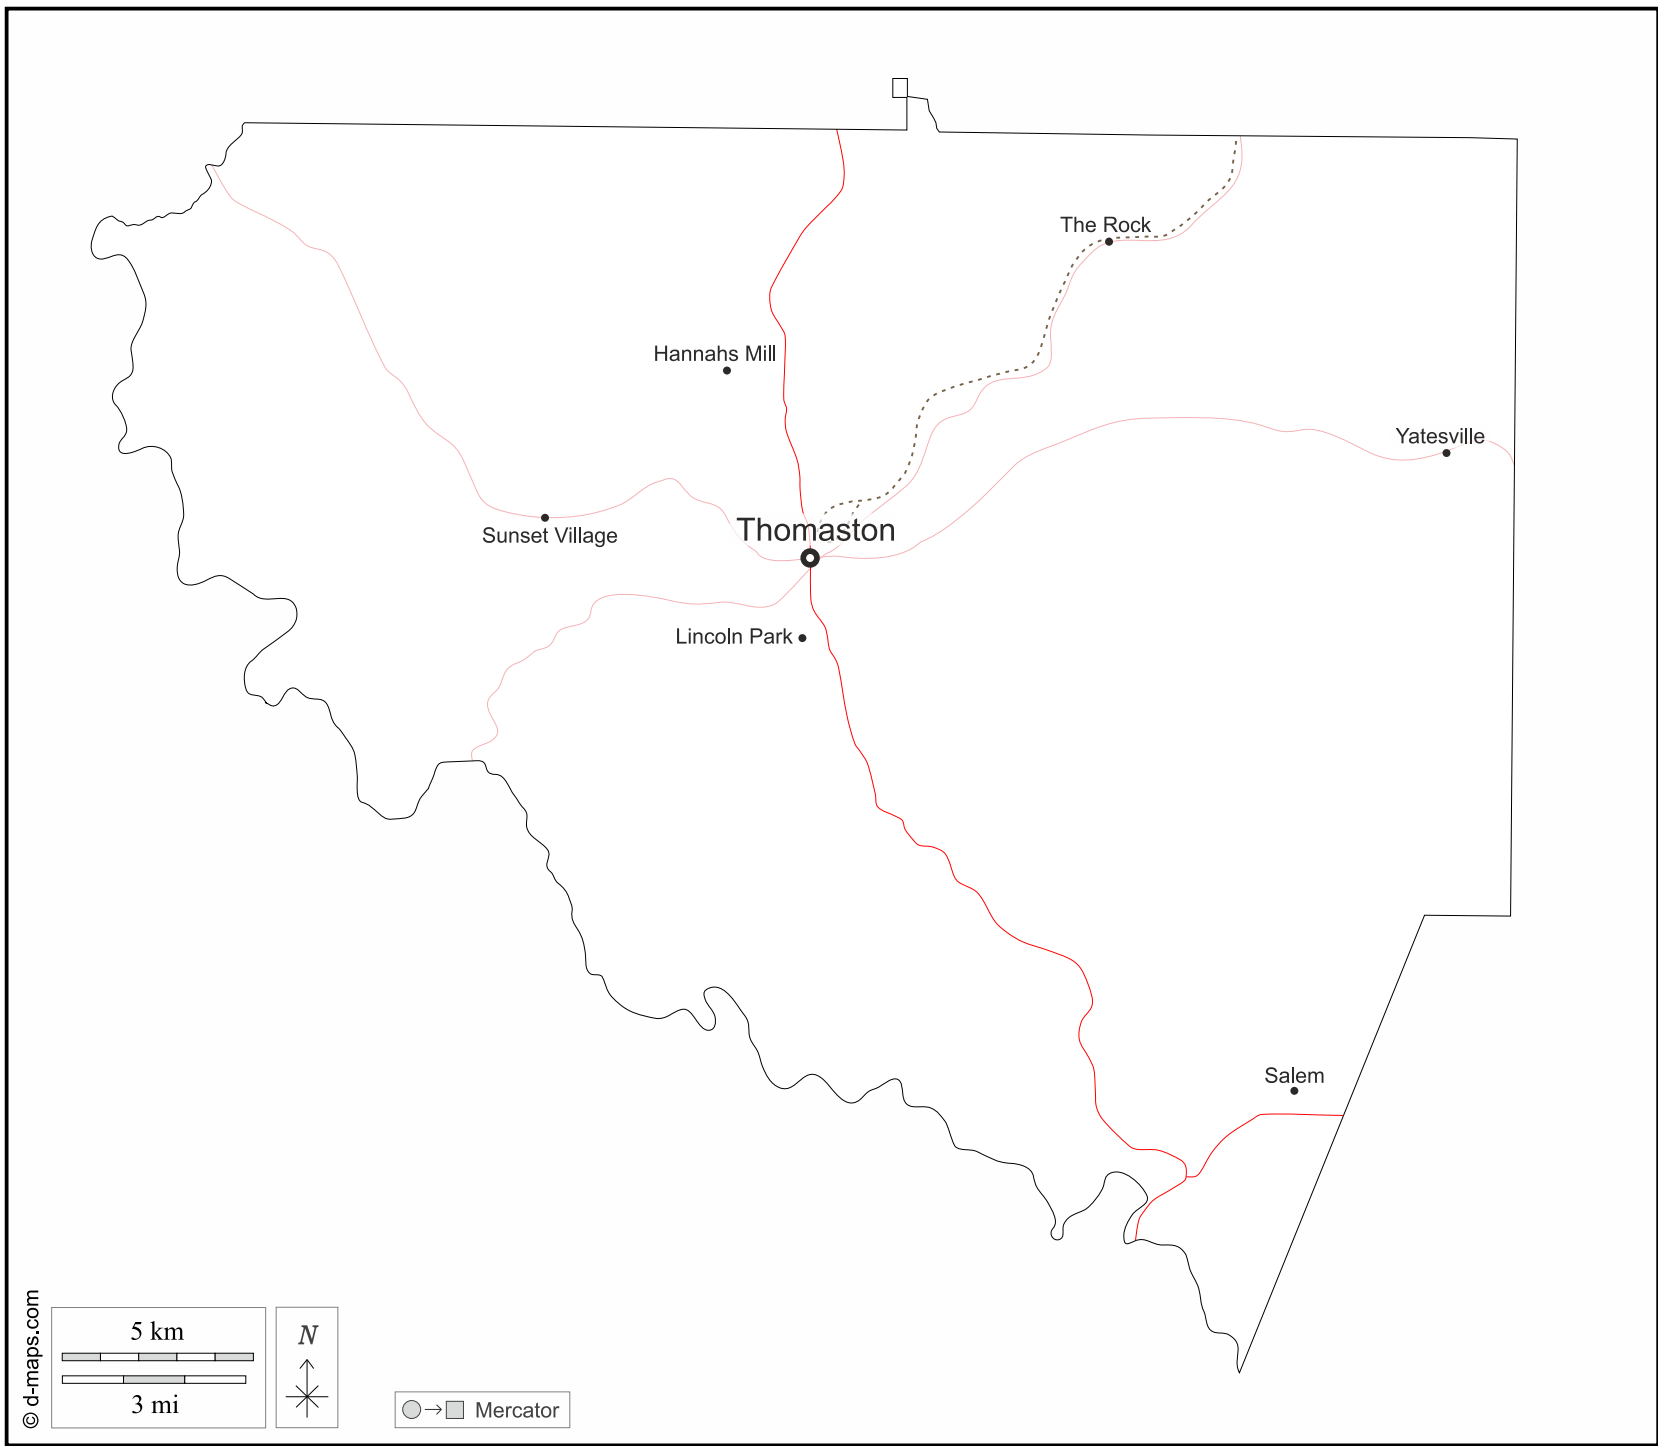 The Rock
Hannahs Mill
Yatesville
Thomaston
Sunset Village
Lincoln Park
Salem
© d-maps.com
5 km
3 mi
N
Mercator